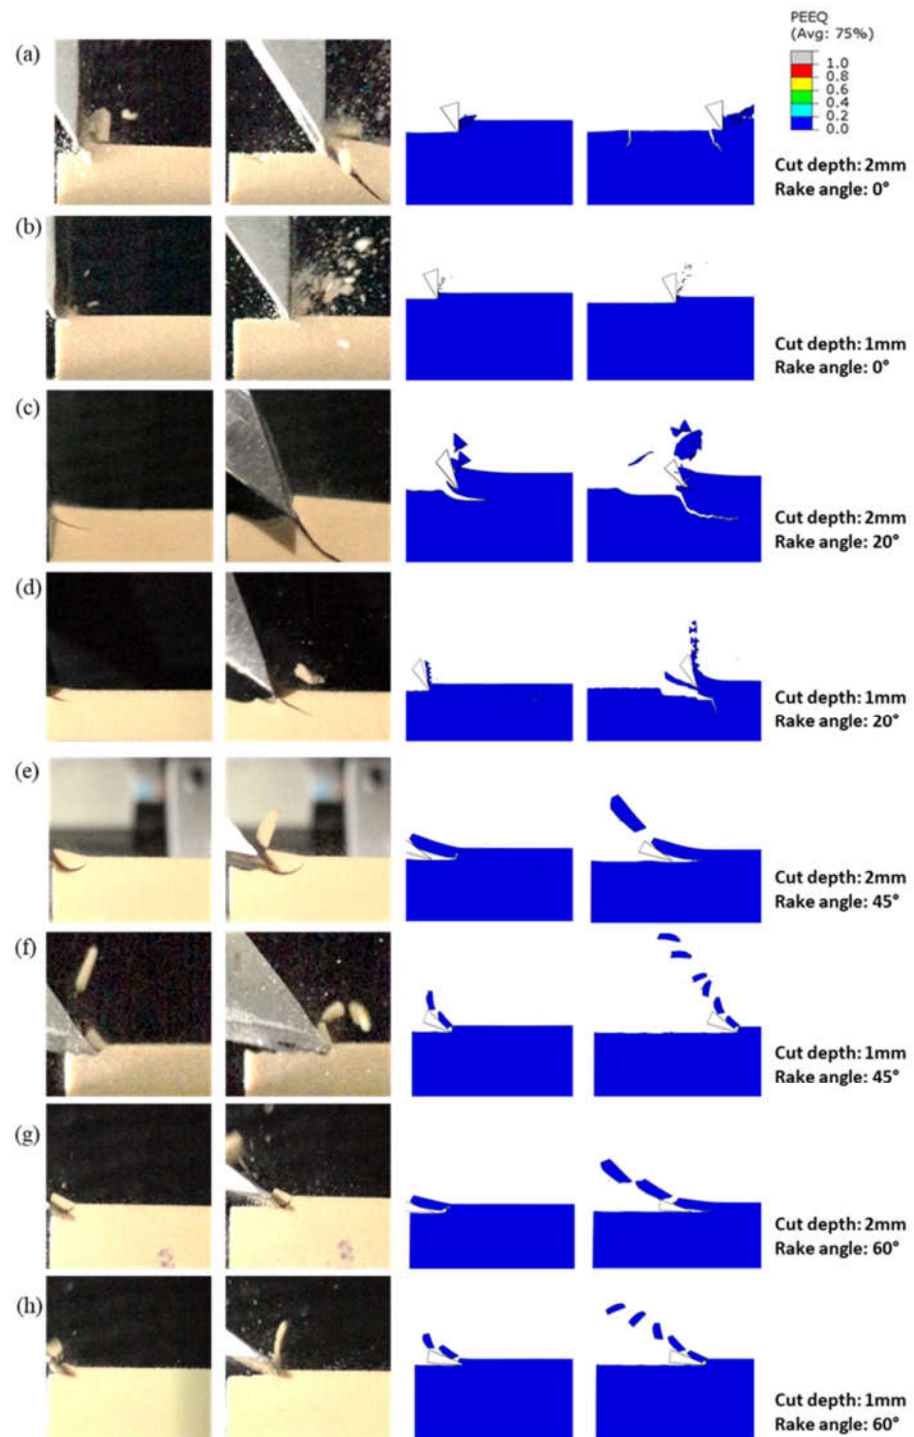 PEEQ
(Avg: 75%)
1.0
0.8
0.6
0.4
0.2
0.0
(a)
Cut depth: 2mm
Rake angle: 0°
(b)
Cut depth: 1mm
Rake angle: 0°
(c)
Cut depth: 2mm
Rake angle: 20°
(d)
Cut depth: 1mm
Rake angle: 20°
(e)
Cut depth: 2mm
Rake angle: 45°
(f)
Cut depth: 1mm
Rake angle: 45°
(g)
Cut depth: 2mm
Rake angle: 60°
(h)
Cut depth: 1mm
Rake angle: 60°